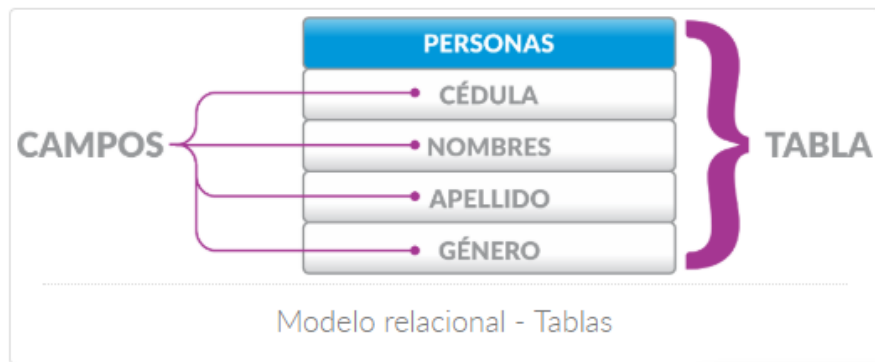 PERSONAS
CÉDULA
CAMPOS
NOMBRES
TABLA
APELLIDO
GÉNERO
Modelo relacional - Tablas